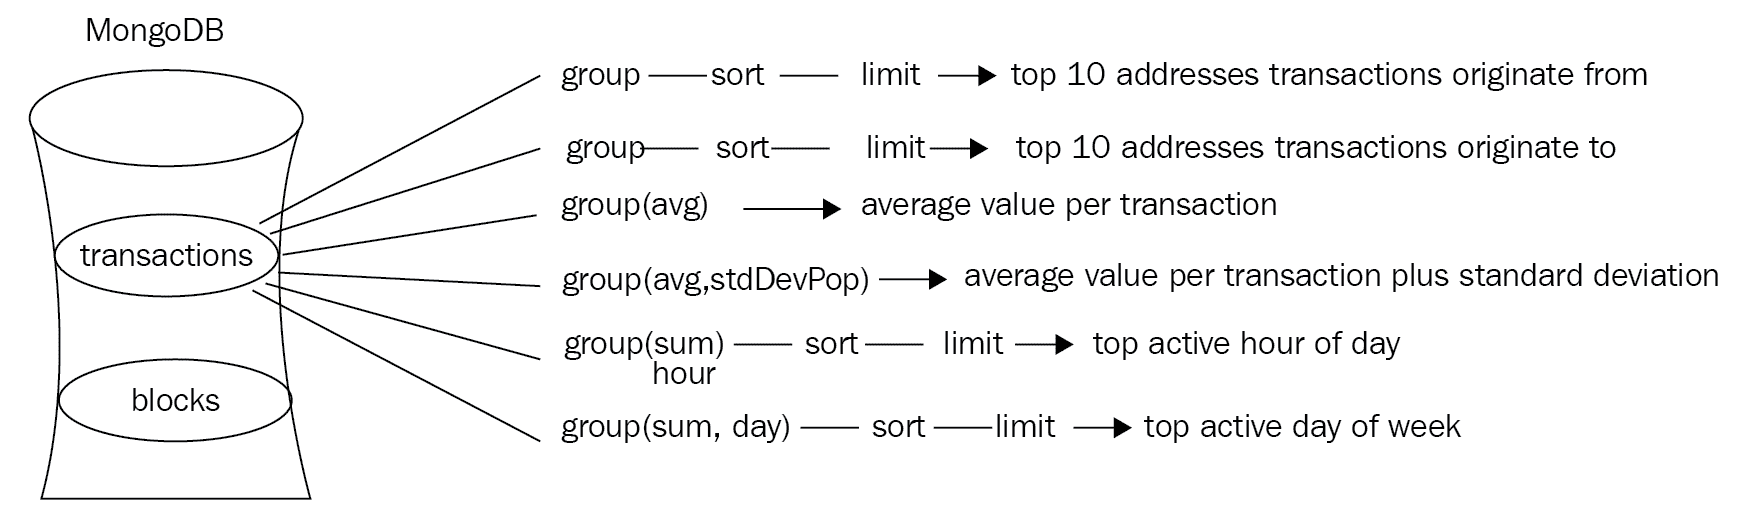 MongoDB
group sort limit top 10 addresses transactions originate from
group sort limit top 10 addresses transactions originate to
group(avg) average value per transaction
transactions
group(avg,stdDevPop) average value per transaction plus standard deviation
group(sum) sort limit top active hour of day
hour
blocks
group(sum, day) sort limit top active day of week